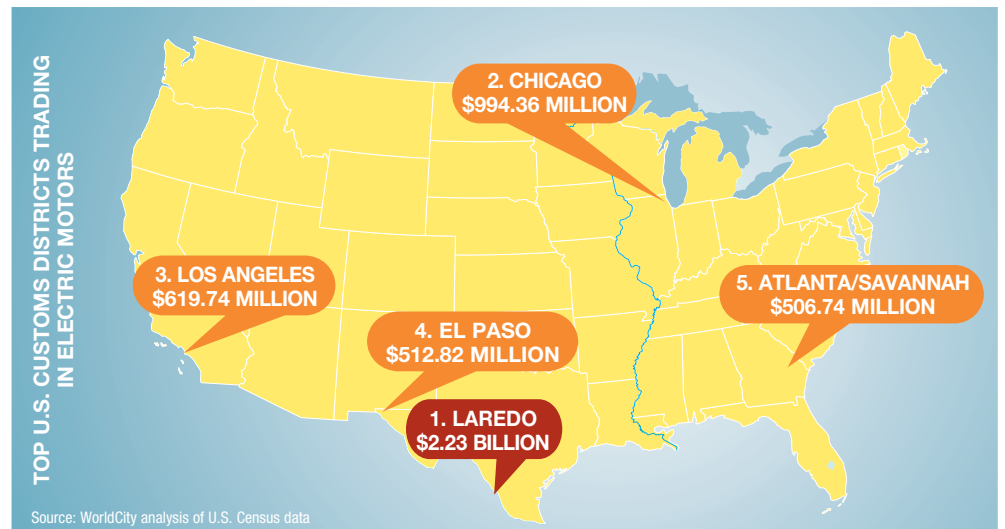 TOP U.S. CUSTOMS DISTRICTS TRADING
IN ELECTRIC MOTORS
2. CHICAGO
$994.36 MILLION
3. LOS ANGELES
$619.74 MILLION
5. ATLANTA/SAVANNAH
$506.74 MILLION
4. EL PASO
$512.82 MILLION
1. LAREDO
$2.23 BILLION
Source: WorldCity analysis of U.S. Census data